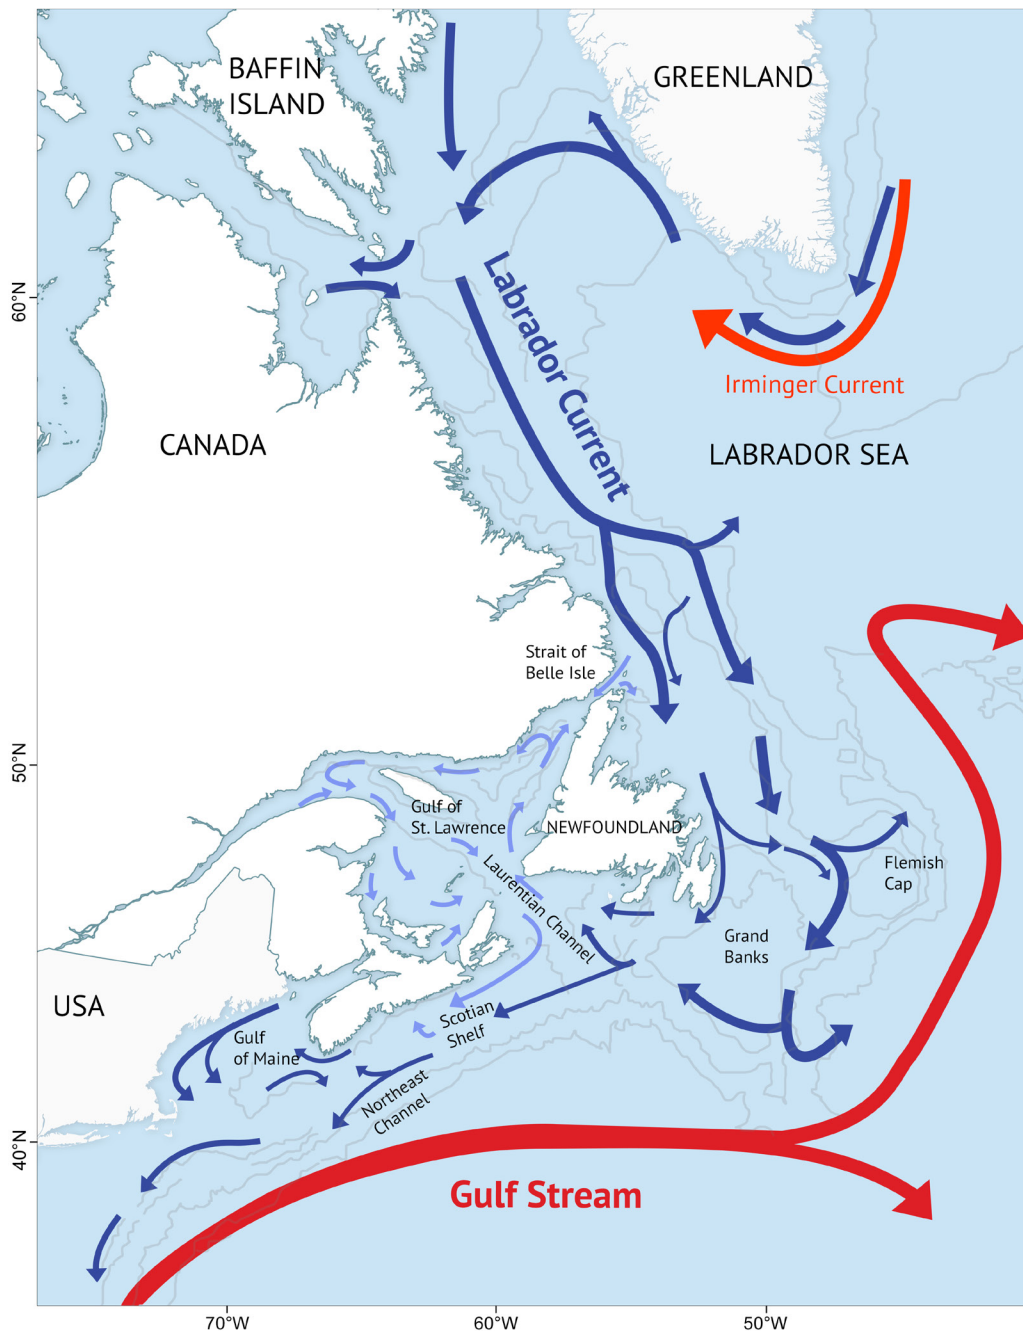 BAFFIN
ISLAND
GREENLAND
60°N
Labrador Current
Irminger Current
CANADA
LABRADOR SEA
Strait of
Belle Isle
50°N
Gulf of
St. Lawrence
NEWFOUNDLAND
Laurentian Channel
Flemish
Cap
Grand
Banks
USA
Scotian
Shelf
Gulf
of Maine
Northeast
Channel
40°N
Gulf Stream
70°W
60°W
50°W